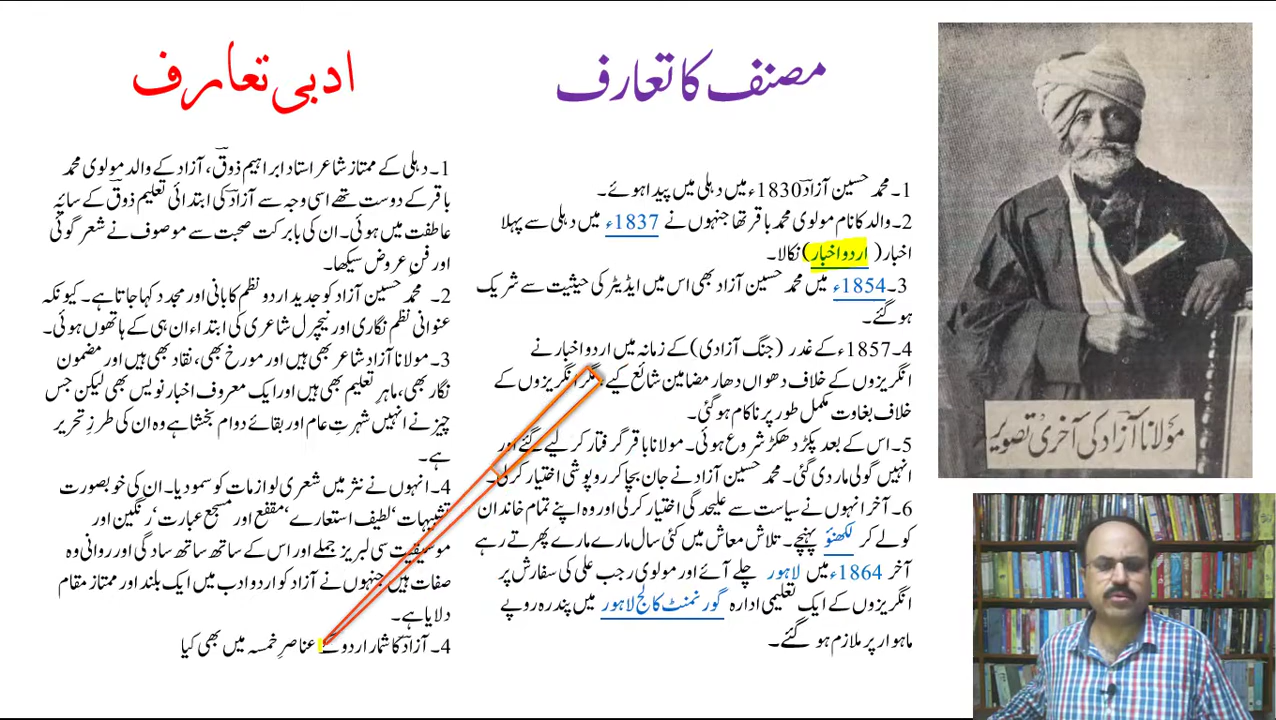 مصنف کا تعارف
1۔ محمد حسین آزادؔ 1830ء میں دہلی میں پیدا ہوئے۔
2۔ والد کا نام مولوی محمد باقر تھا جنہوں نے 1837ء میں دہلی سے پہلا
اخبار ( اردو اخبار) نکالا۔
3۔ 1854ء میں محمد حسین آزاد بھی اس میں ایڈیٹر کی حیثیت سے شریک
ہو گئے۔
4۔ 1857ء کے غدر (جنگ آزادی) کے زمانہ میں اردو اخبار نے
انگریزوں کے خلاف دھواں دھار مضامین شائع کیے مگر انگریزوں کے
خلاف بغاوت مکمل طور پر ناکام ہو گئی۔
5۔ اس کے بعد پکڑ دھکڑ شروع ہوئی۔ مولانا باقر گرفتار کر لیے گئے اور
انہیں گولی مار دی گئی۔ محمد حسین آزاد نے جان بچا کر روپوشی اختیار کر لی۔
6۔ آخر انہوں نے سیاست سے علیحدگی اختیار کر لی اور وہ اپنے تمام خاندان
کو لے کر لکھنؤ پہنچے۔ تلاش معاش میں کئی سال مارے مارے پھرتے رہے
آخر 1864ء میں لاہور چلے آئے اور مولوی رجب علی کی سفارش پر
انگریزوں کے ایک تعلیمی ادارہ گورنمنٹ کالج لاہور میں پندرہ روپے
ماہوار پر ملازم ہو گئے۔
ادبی تعارف
1۔ دہلی کے ممتاز شاعر استاد ابراہیم ذوقؔ، آزاد کے والد مولوی محمد
باقر کے دوست تھے اسی وجہ سے آزادؔ کی ابتدائی تعلیم ذوقؔ کے سایہِ
عاطفت میں ہوئی۔ ان کی بابرکت صحبت سے موصوف نے شعر گوئی
اور فنِ عروض سیکھا۔
2۔ محمد حسین آزاد کو جدید اردو نظم کا بانی اور مجدد کہا جاتا ہے۔ کیونکہ
عنوانی نظم نگاری اور نیچرل شاعری کی ابتداء ان ہی کے ہاتھوں ہوئی۔
3۔ مولانا آزاد شاعر بھی ہیں اور مورخ بھی، نقاد بھی ہیں اور مضمون
نگار بھی، ماہرِ تعلیم بھی ہیں اور ایک معروف اخبار نویس بھی لیکن جس
چیز نے انہیں شہرتِ عام اور بقائے دوام بخشا ہے وہ ان کی طرزِ تحریر
ہے۔
4۔ انہوں نے نثر میں شعری لوازمات کو سمو دیا۔ ان کی خوبصورت
تشبیہات‘ لطیف استعارے‘ مقفع اور مسجع عبارت‘ رنگین اور
موسیقیت سی لبریز جملے اور اس کے ساتھ ساتھ سادگی اور روانی وہ
صفات ہیں جنہوں نے آزاد کو اردو ادب میں ایک بلند اور ممتاز مقام
دلایا ہے۔
4۔ آزادؔ کا شمار اردو کے عناصرِ خمسہ میں بھی کیا
مولانا آزاد کی آخری تصویر